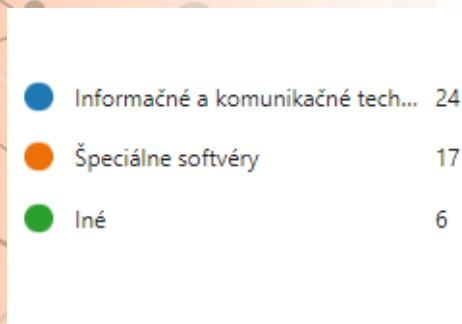 Informačné a komunikačné tech... 24
Špeciálne softvéry 17
Iné 6